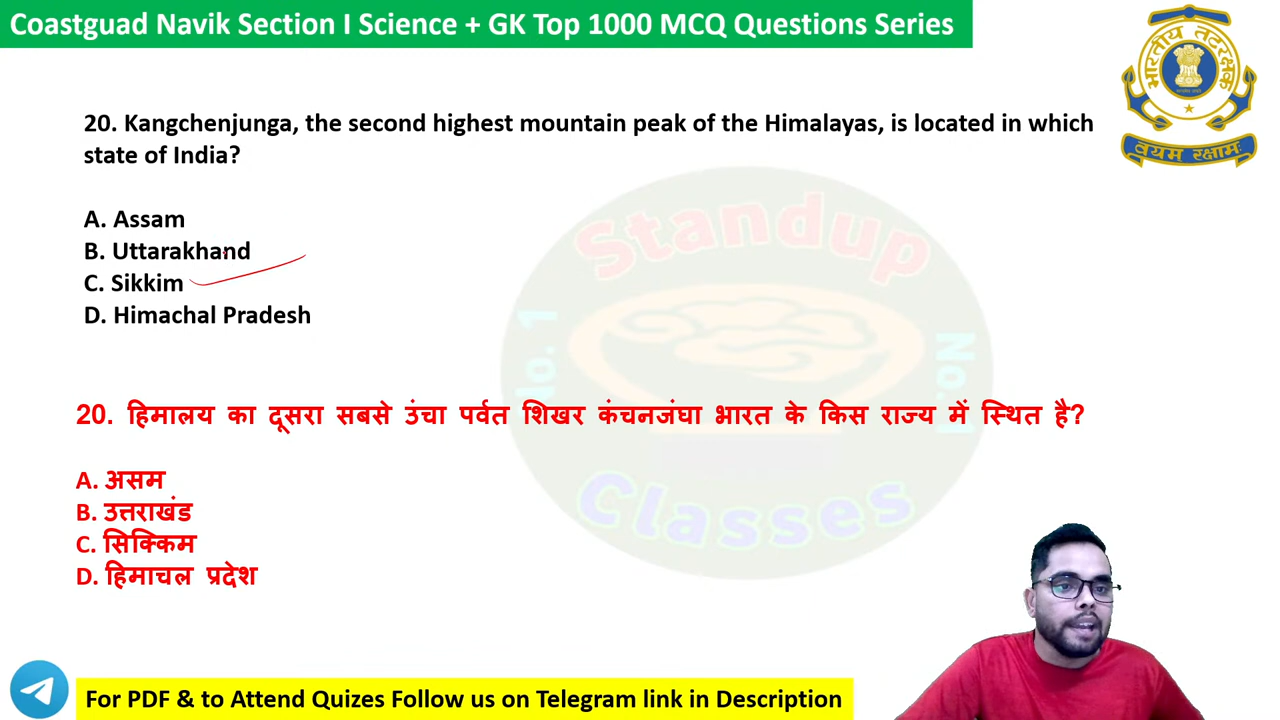 Coastguad Navik Section I Science + GK Top 1000 MCQ Questions Series
भारतीय तटरक्षक
वयम रक्षामः
20. Kangchenjunga, the second highest mountain peak of the Himalayas, is located in which
state of India?
A. Assam
B. Uttarakhand
C. Sikkim
D. Himachal Pradesh
Standup
No. 1
No. 1
Classes
20. हिमालय का दूसरा सबसे उंचा पर्वत शिखर कंचनजंघा भारत के किस राज्य में स्थित है?
A. असम
B. उत्तराखंड
C. सिक्किम
D. हिमाचल प्रदेश
For PDF & to Attend Quizes Follow us on Telegram link in Description